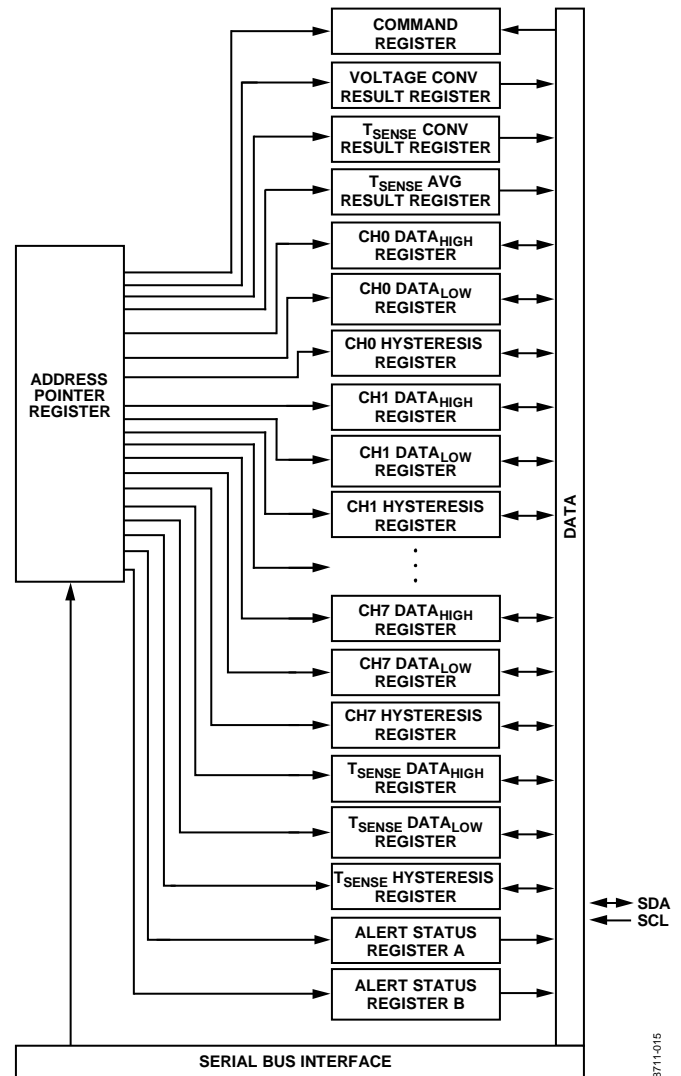 COMMAND
REGISTER
VOLTAGE CONV
RESULT REGISTER
TSENSE CONV
RESULT REGISTER
TSENSE AVG
RESULT REGISTER
CH0 DATAHIGH
REGISTER
CH0 DATALOW
REGISTER
CH0 HYSTERESIS
REGISTER
ADDRESS
POINTER
REGISTER
CH1 DATAHIGH
REGISTER
CH1 DATALOW
REGISTER
CH1 HYSTERESIS
REGISTER
DATA
CH7 DATAHIGH
REGISTER
CH7 DATALOW
REGISTER
CH7 HYSTERESIS
REGISTER
TSENSE DATAHIGH
REGISTER
TSENSE DATALOW
REGISTER
TSENSE HYSTERESIS
REGISTER
SDA
SCL
ALERT STATUS
REGISTER A
ALERT STATUS
REGISTER B
SERIAL BUS INTERFACE